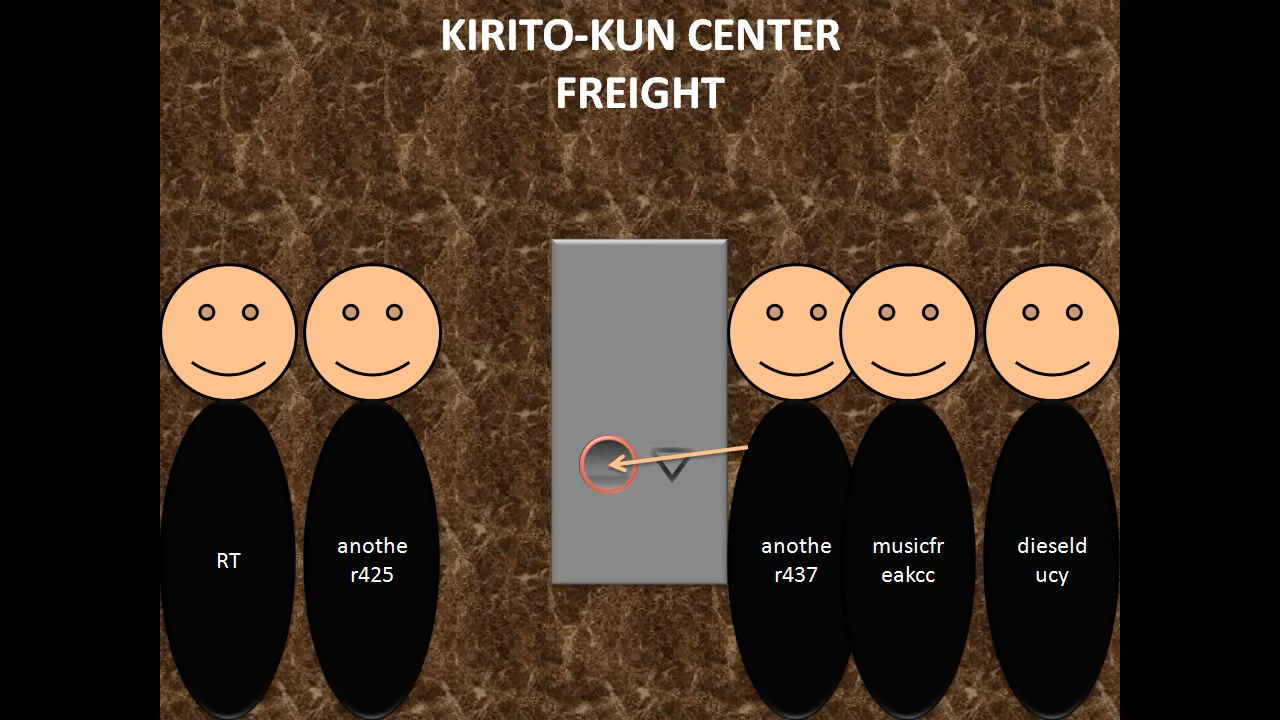 KIRITO-KUN CENTER
FREIGHT
RT
anothe
r425
anothe
r437
musicfr
eakcc
dieseld
ucy